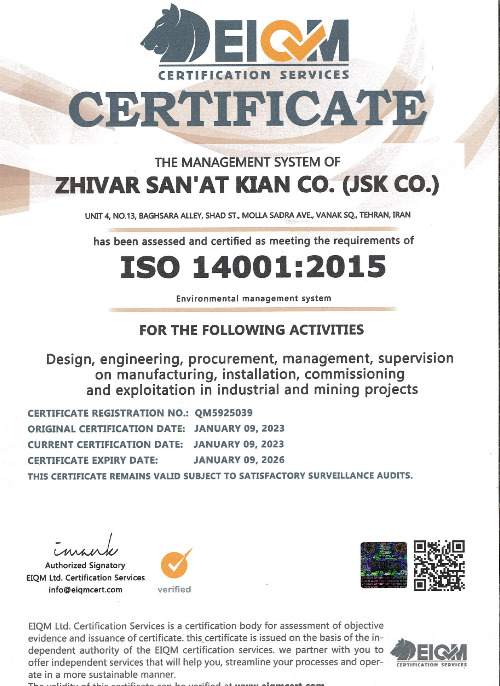 EIQM
CERTIFICATION SERVICES
CERTIFICATE
THE MANAGEMENT SYSTEM OF
ZHIVAR SAN'AT KIAN CO. (JSK CO.)
UNIT 4, NO.13, BAGHSARA ALLEY, SHAD ST., MOLLA SADRA AVE., VANAK SQ., TEHRAN, IRAN
has been assessed and certified as meeting the requirements of
ISO 14001:2015
Environmental management system
FOR THE FOLLOWING ACTIVITIES
Design, engineering, procurement, management, supervision
on manufacturing, installation, commissioning
and exploitation in industrial and mining projects
CERTIFICATE REGISTRATION NO.: QM5925039
ORIGINAL CERTIFICATION DATE: JANUARY 09, 2023
CURRENT CERTIFICATION DATE: JANUARY 09, 2023
CERTIFICATE EXPIRY DATE: JANUARY 09, 2026
THIS CERTIFICATE REMAINS VALID SUBJECT TO SATISFACTORY SURVEILLANCE AUDITS.
Authorized Signatory
EIQM Ltd. Certification Services
info@eiqmcert.com
verified
EIQM Ltd. Certification Services is a certification body for assessment of objective
evidence and issuance of certificate. this certificate is issued on the basis of the in-
dependent authority of the EIQM certification services. we partner with you to
offer independent services that will help you, streamline your processes and oper-
ate in a more sustainable manner.
The validity of this certificate can be verified at www.eiqmcert.com
EIQM
CERTIFICATION SERVICES